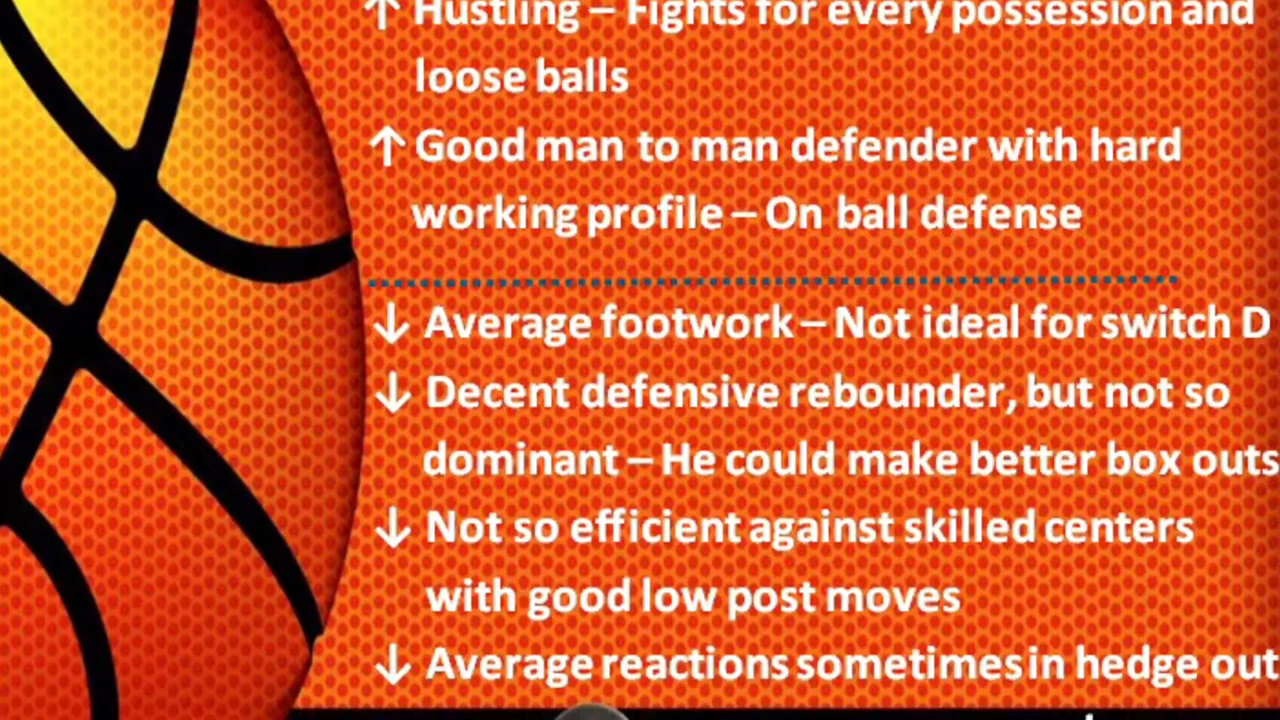 ↑ Hustling – Fights for every possession and
loose balls
↑ Good man to man defender with hard
working profile – On ball defense
↓ Average footwork – Not ideal for switch D
↓ Decent defensive rebounder, but not so
dominant – He could make better box outs
↓ Not so efficient against skilled centers
with good low post moves
↓ Average reactions sometimes in hedge out